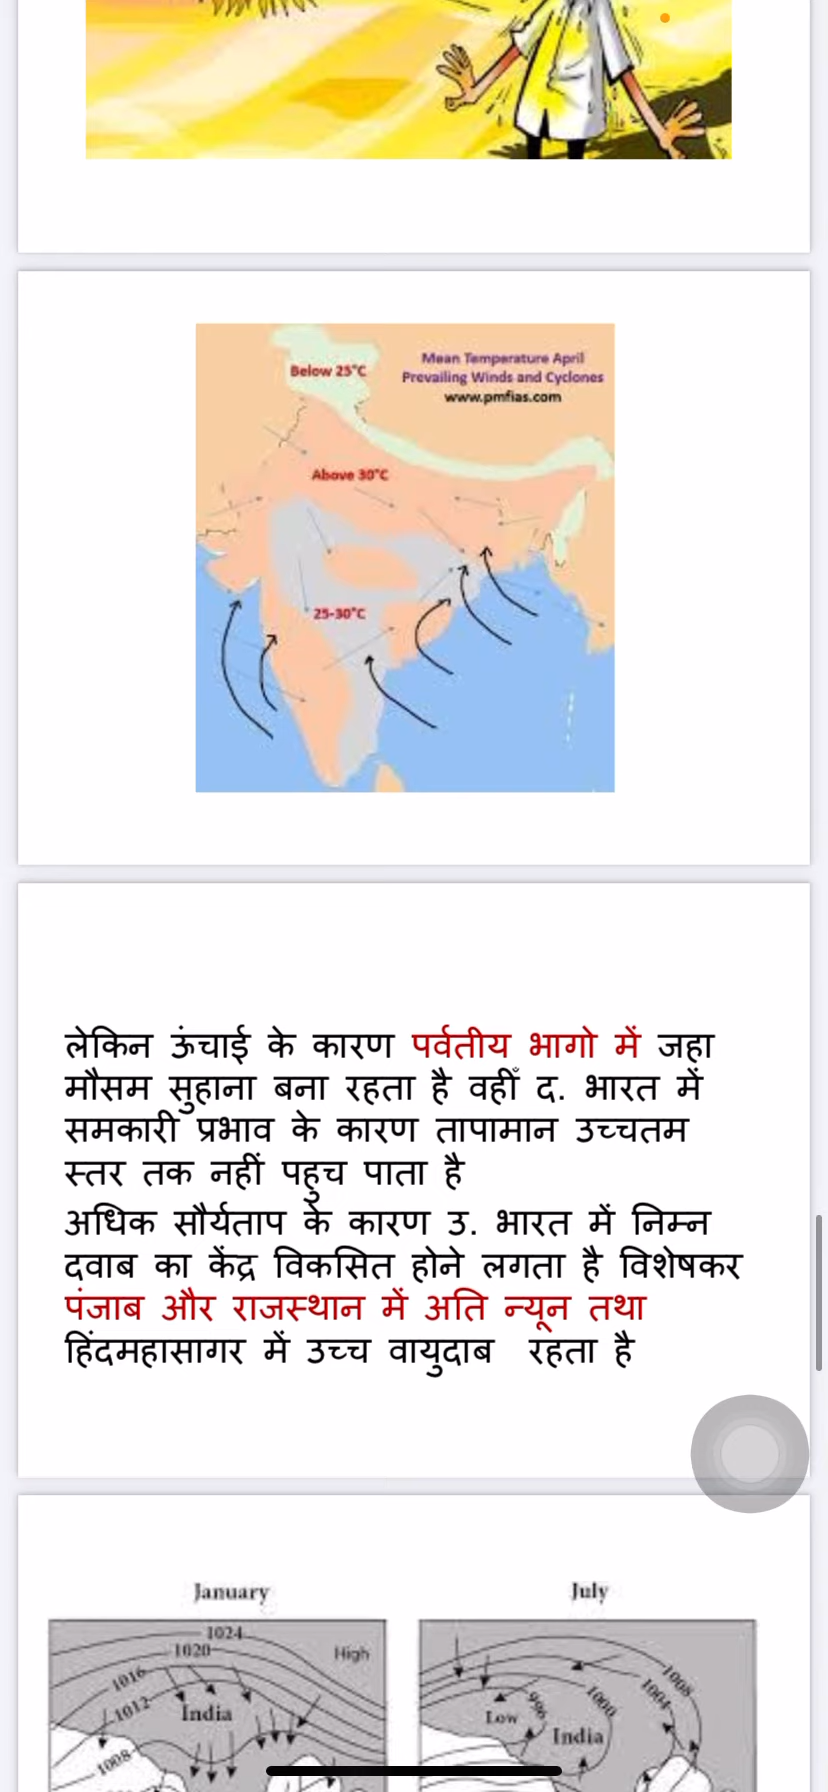 Mean Temperature April
Below 25°C
Prevailing Winds and Cyclones
www.pmfias.com
Above 30°C
25-30°C
लेकिन ऊंचाई के कारण पर्वतीय भागो में जहा
मौसम सुहाना बना रहता है वहीँ द. भारत में
समकारी प्रभाव के कारण तापामान उच्चतम
स्तर तक नहीं पहुच पाता है
अधिक सौर्यताप के कारण उ. भारत में निम्न
दवाब का केंद्र विकसित होने लगता है विशेषकर
पंजाब और राजस्थान में अति न्यून तथा
हिंदमहासागर में उच्च वायुदाब रहता है
January
1024
1020
High
1016
1012
India
1008
July
1008
1004
1000
996
Low
India